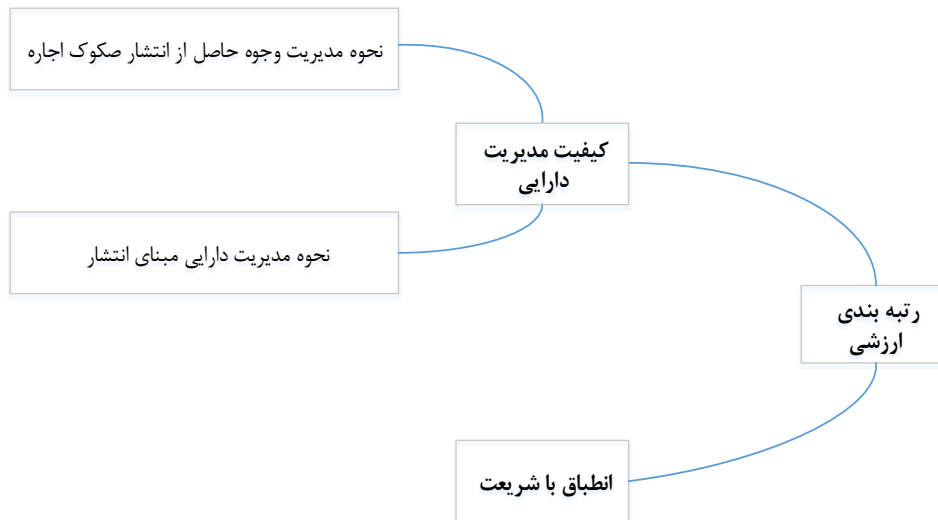 نحوه مدیریت وجوه حاصل از انتشار صکوک اجاره
کیفیت مدیریت
دارایی
نحوه مدیریت دارایی مبنای انتشار
رتبه بندی
ارزشی
انطباق با شریعت